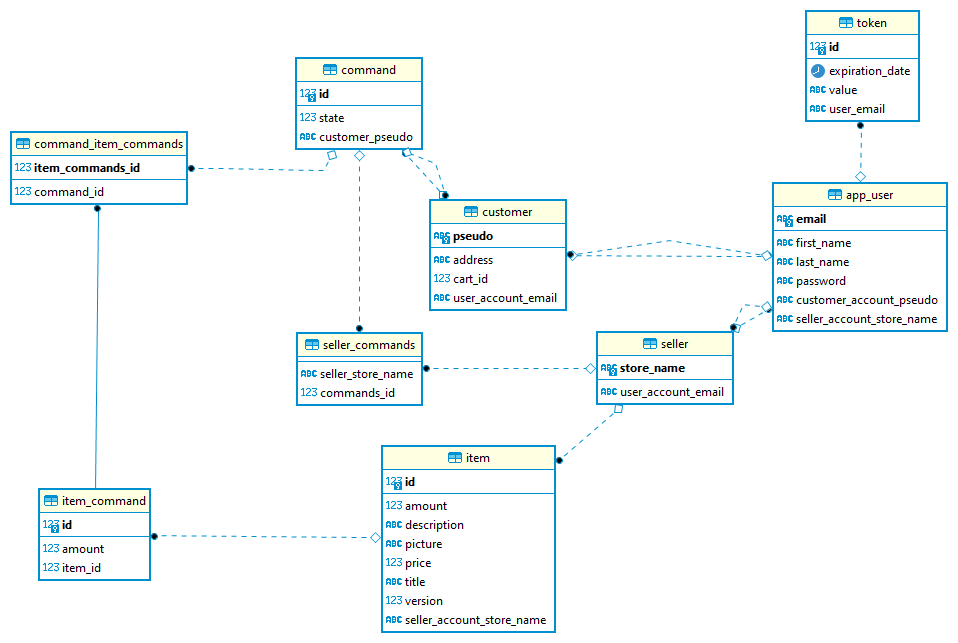 token
123 id
expiration_date
ABC value
ABC user_email
command
123 id
123 state
ABC customer_pseudo
command_item_commands
123 item_commands_id
123 command_id
customer
ABC pseudo
ABC address
123 cart_id
ABC user_account_email
app_user
ABC email
ABC first_name
ABC last_name
ABC password
ABC customer_account_pseudo
ABC seller_account_store_name
seller_commands
ABC seller_store_name
123 commands_id
seller
ABC store_name
ABC user_account_email
item
123 id
123 amount
ABC description
ABC picture
123 price
ABC title
123 version
ABC seller_account_store_name
item_command
123 id
123 amount
123 item_id